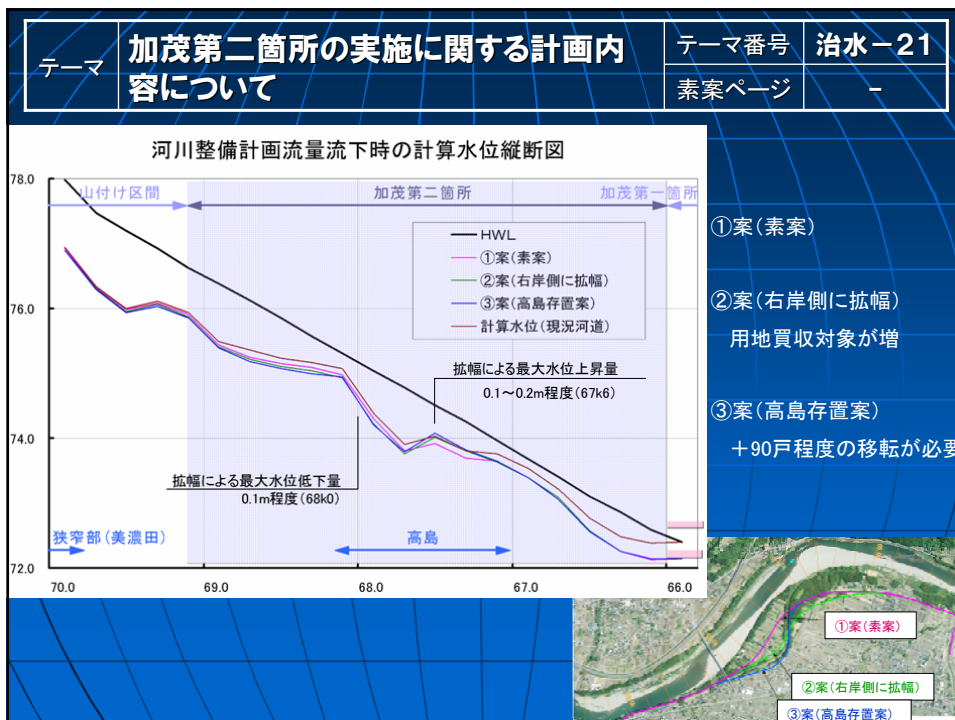 テーマ
加茂第二箇所の実施に関する計画内
容について
テーマ番号
治水－21
素案ページ
－
河川整備計画流量流下時の計算水位縦断図
78.0
76.0
74.0
72.0
山付け区間
加茂第二箇所
加茂第一箇所
HWL
①案(素案)
②案(右岸側に拡幅)
③案(高島存置案)
計算水位(現況河道)
拡幅による最大水位上昇量
0.1～0.2m程度(67k6)
拡幅による最大水位低下量
0.1m程度(68k0)
狭窄部(美濃田)
高島
70.0
69.0
68.0
67.0
66.0
①案(素案)
②案(右岸側に拡幅)
用地買収対象が増
③案(高島存置案)
＋90戸程度の移転が必要
①案(素案)
②案(右岸側に拡幅)
③案(高島存置案)